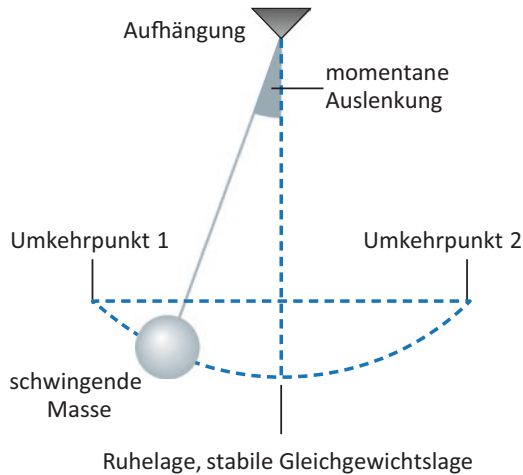 Aufhängung
momentane
Auslenkung
Umkehrpunkt 1
Umkehrpunkt 2
schwingende
Masse
Ruhelage, stabile Gleichgewichtslage